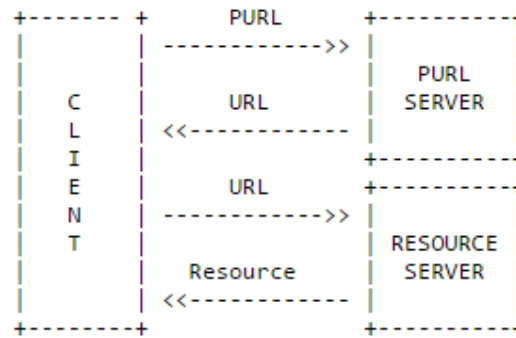 +------- +       PURL       +-----------
|        | ------------>> |
|        |                |   PURL
|   C    |       URL      |  SERVER
|   L    | <<------------ |
|   I    |                +-----------
|   E    |       URL      +-----------
|   N    | ------------>> |
|   T    |                | RESOURCE
|        |    Resource    |  SERVER
|        | <<------------ |
+--------+                +-----------